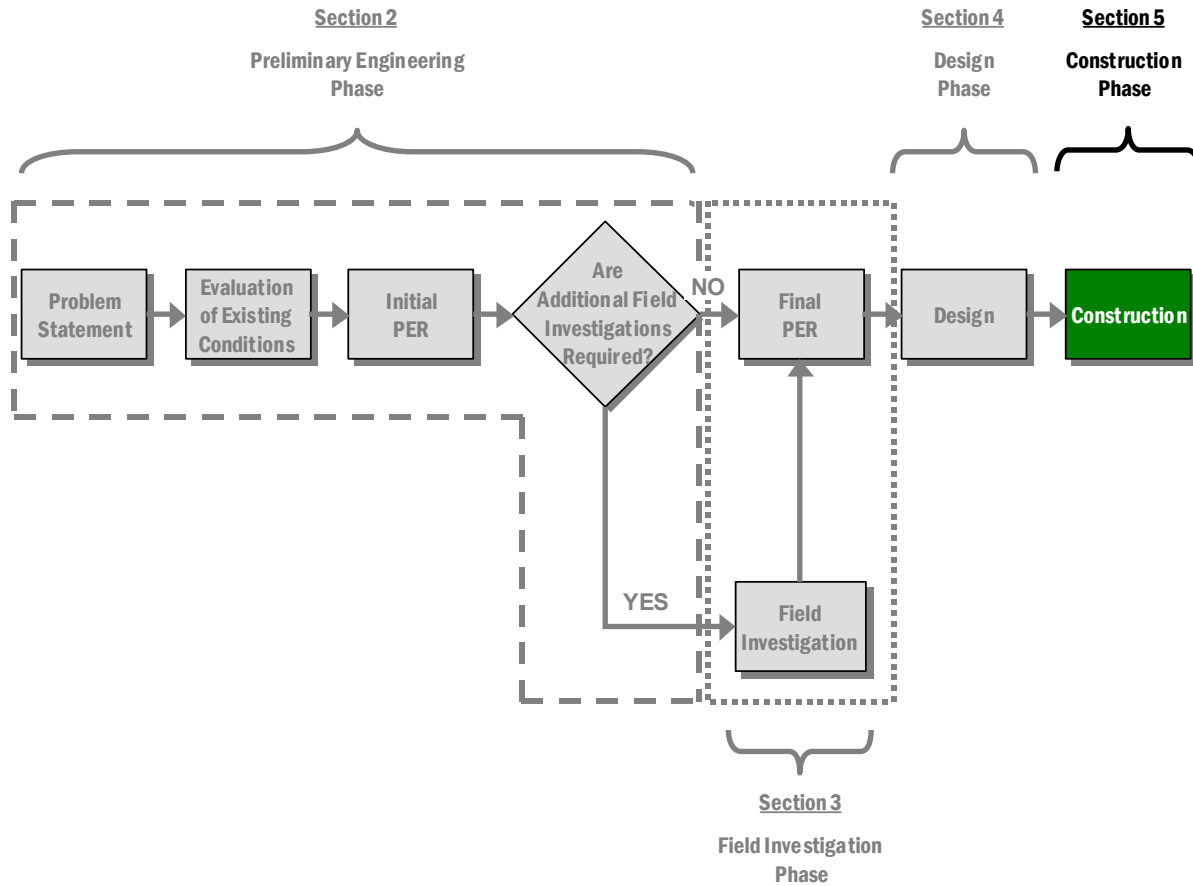 Section 2
Preliminary Engineering
Phase
Section 4
Design
Phase
Section 5
Construction
Phase
Problem
Statement
Evaluation
of Existing
Conditions
Initial
PER
Are
Additional Field
Investigations
Required?
NO
Final
PER
Design
Construction
YES
Field
Investigation
Section 3
Field Investigation
Phase